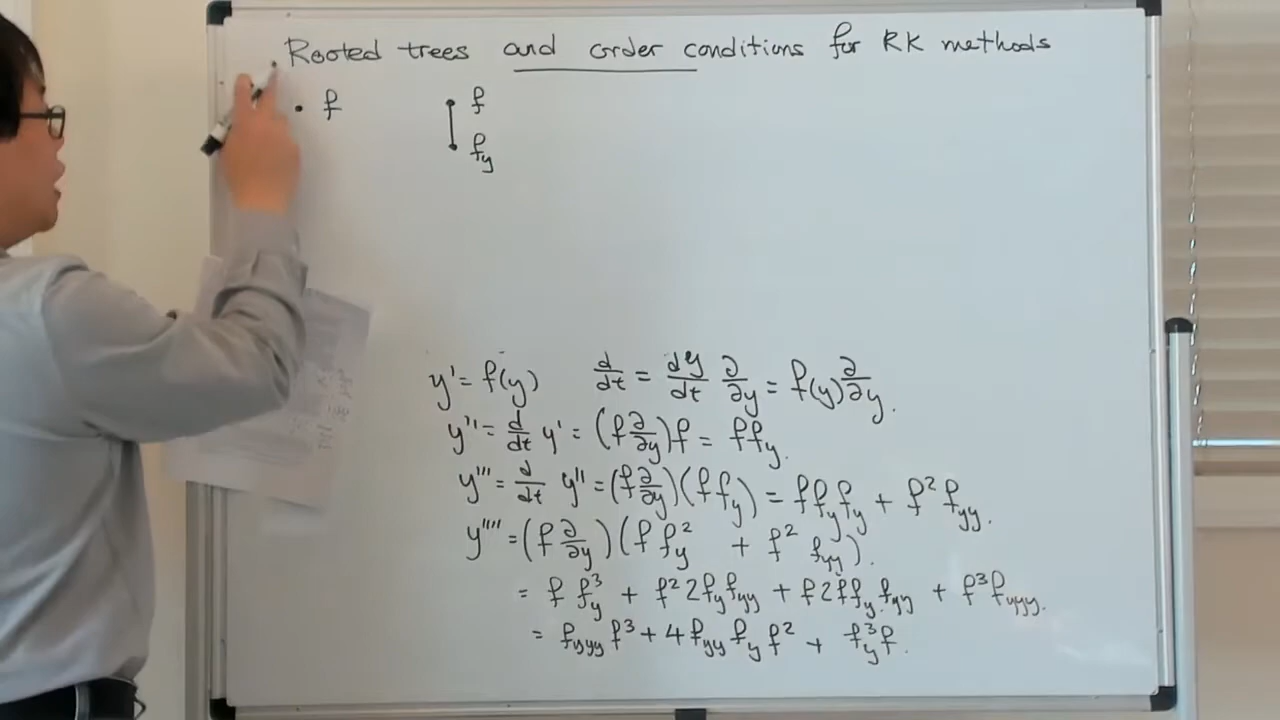 Rooted trees and order conditions for RK methods
• f f
f_y
y' = f(y) d/dt = dy/dt ∂/∂y = f(y) ∂/∂y.
y'' = d/dt y' = (f ∂/∂y) f = f f_y.
y''' = d/dt y'' = (f ∂/∂y)(f f_y) = f f_y f_y + f² f_yy.
y'''' = (f ∂/∂y)(f f_y² + f² f_yy).
= f f_y³ + f² 2 f_y f_yy + f 2 f f_y f_yy + f³ f_yyy.
= f_yyy f³ + 4 f_yy f_y f² + f_y³ f.